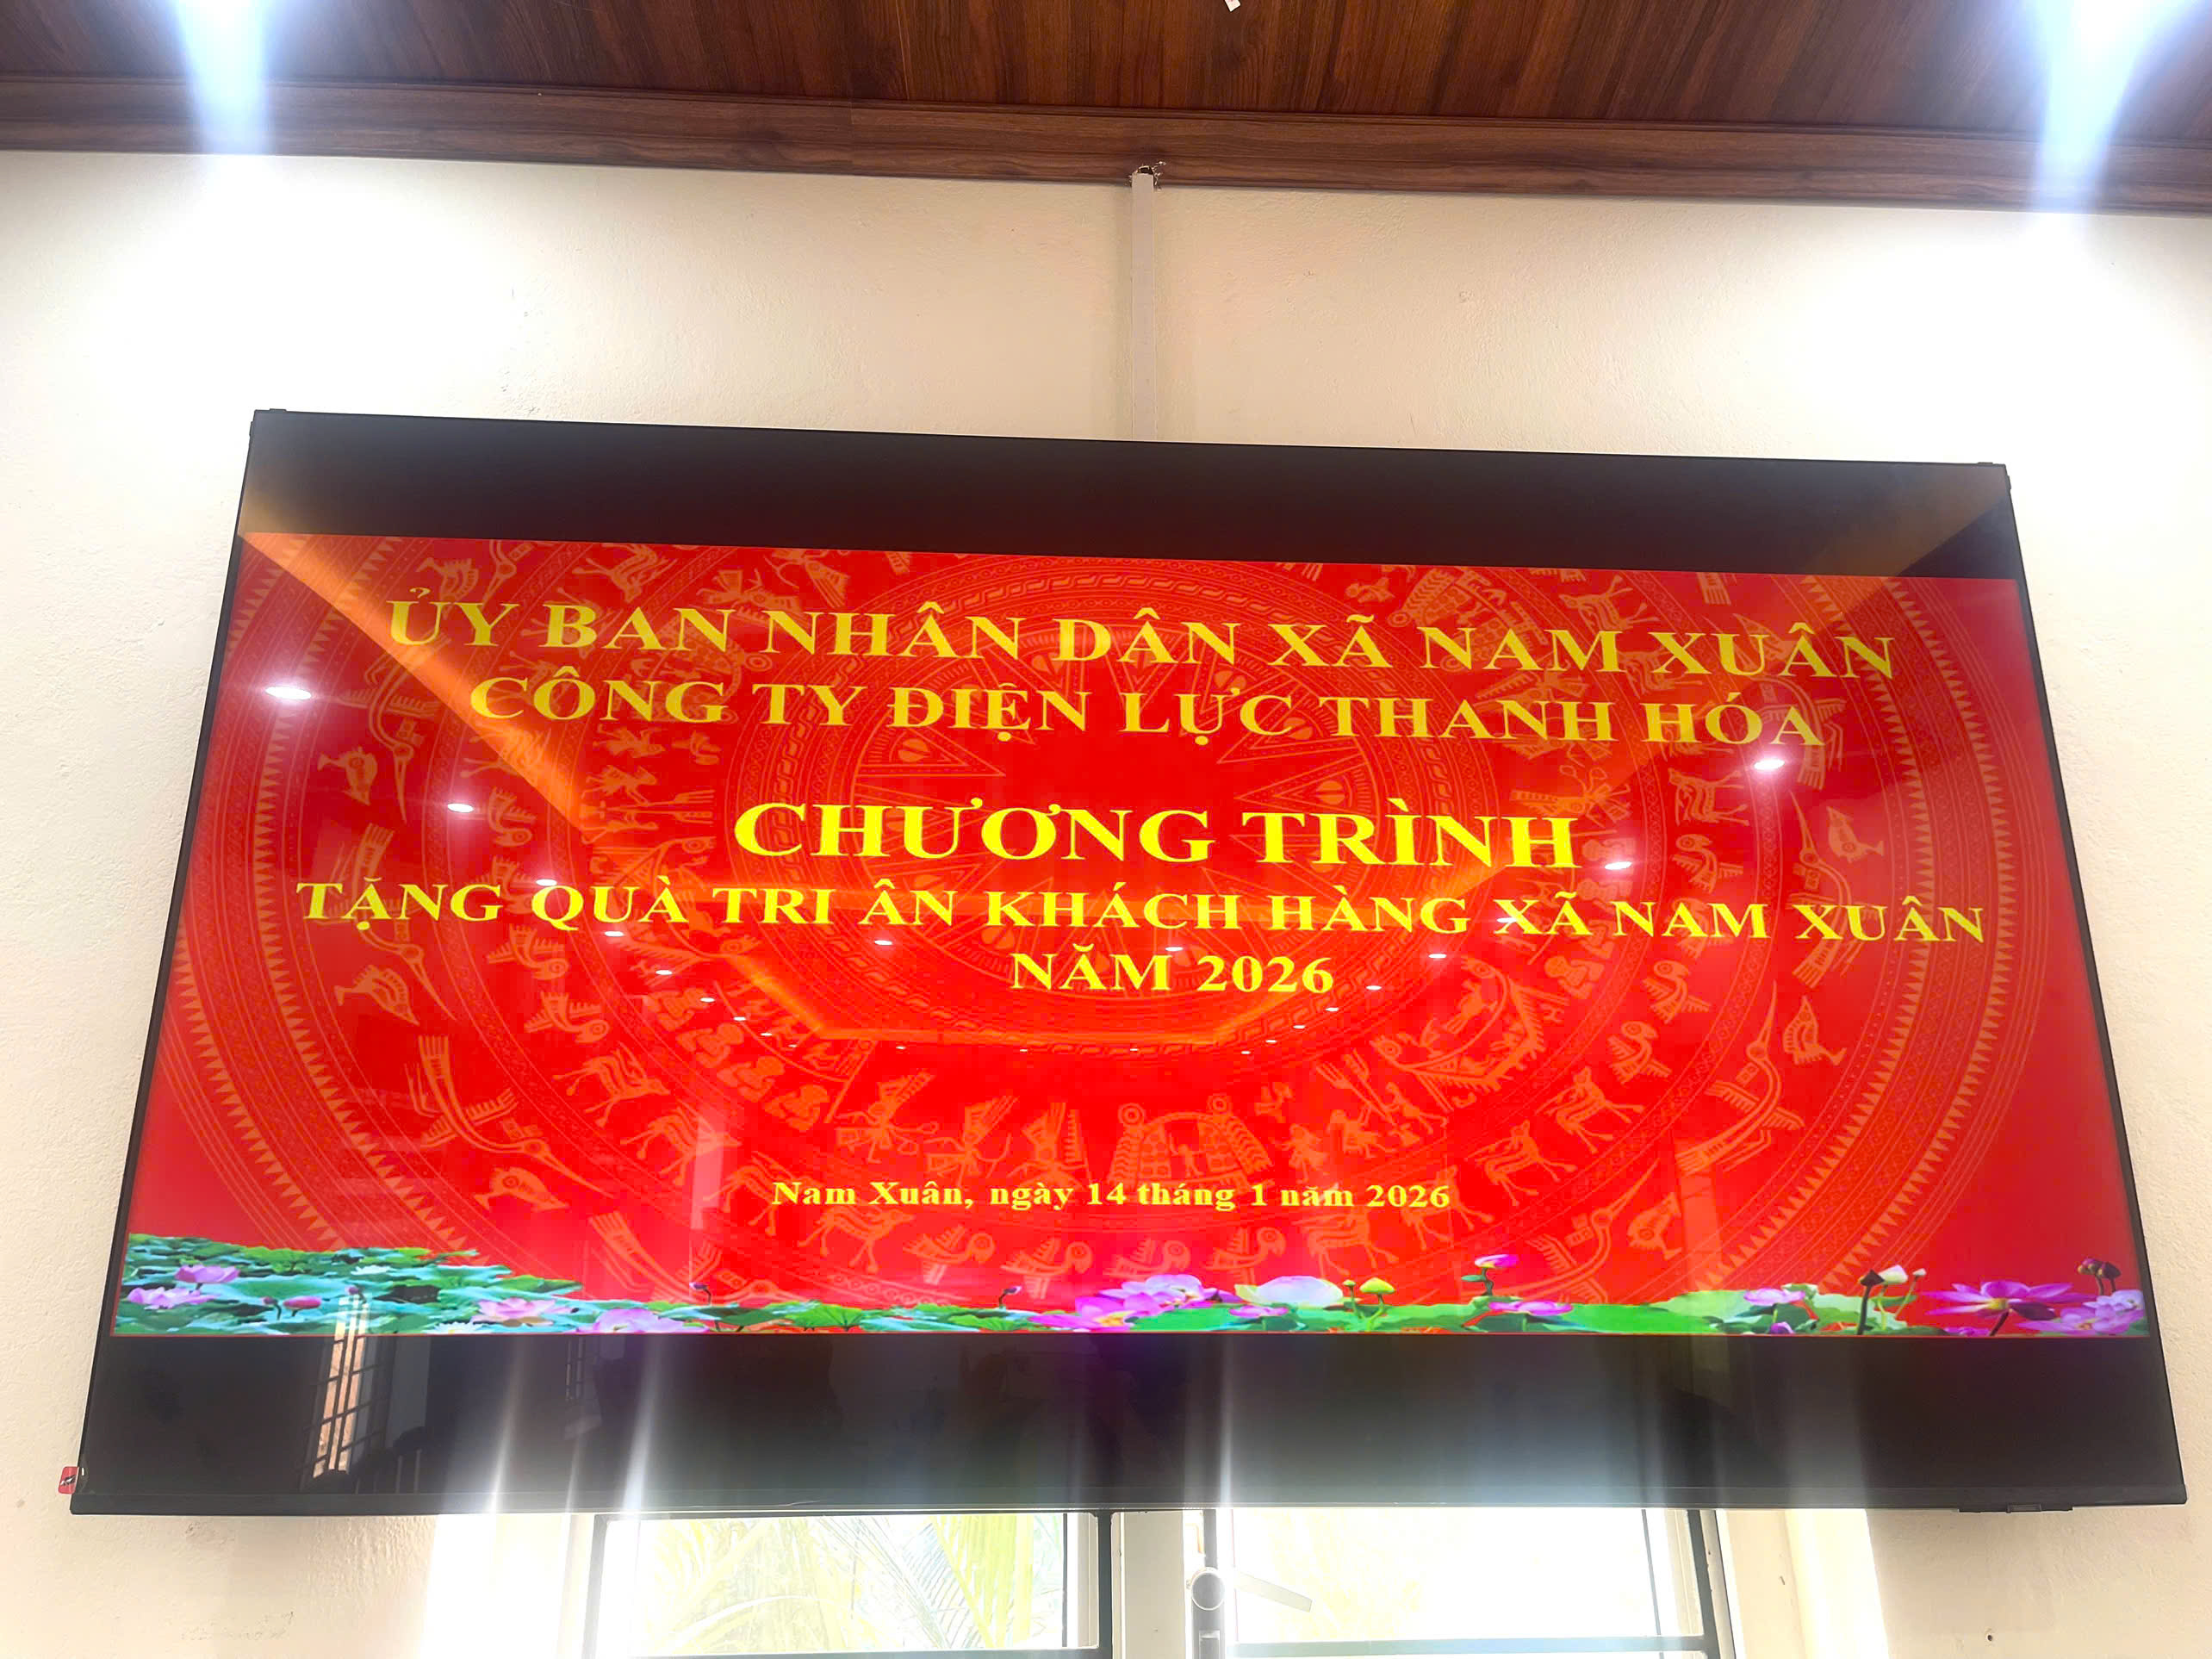 ỦY BAN NHÂN DÂN XÃ NAM XUÂN
CÔNG TY ĐIỆN LỰC THANH HÓA
CHƯƠNG TRÌNH
TẶNG QUÀ TRI ÂN KHÁCH HÀNG XÃ NAM XUÂN
NĂM 2026
Nam Xuân, ngày 14 tháng 1 năm 2026